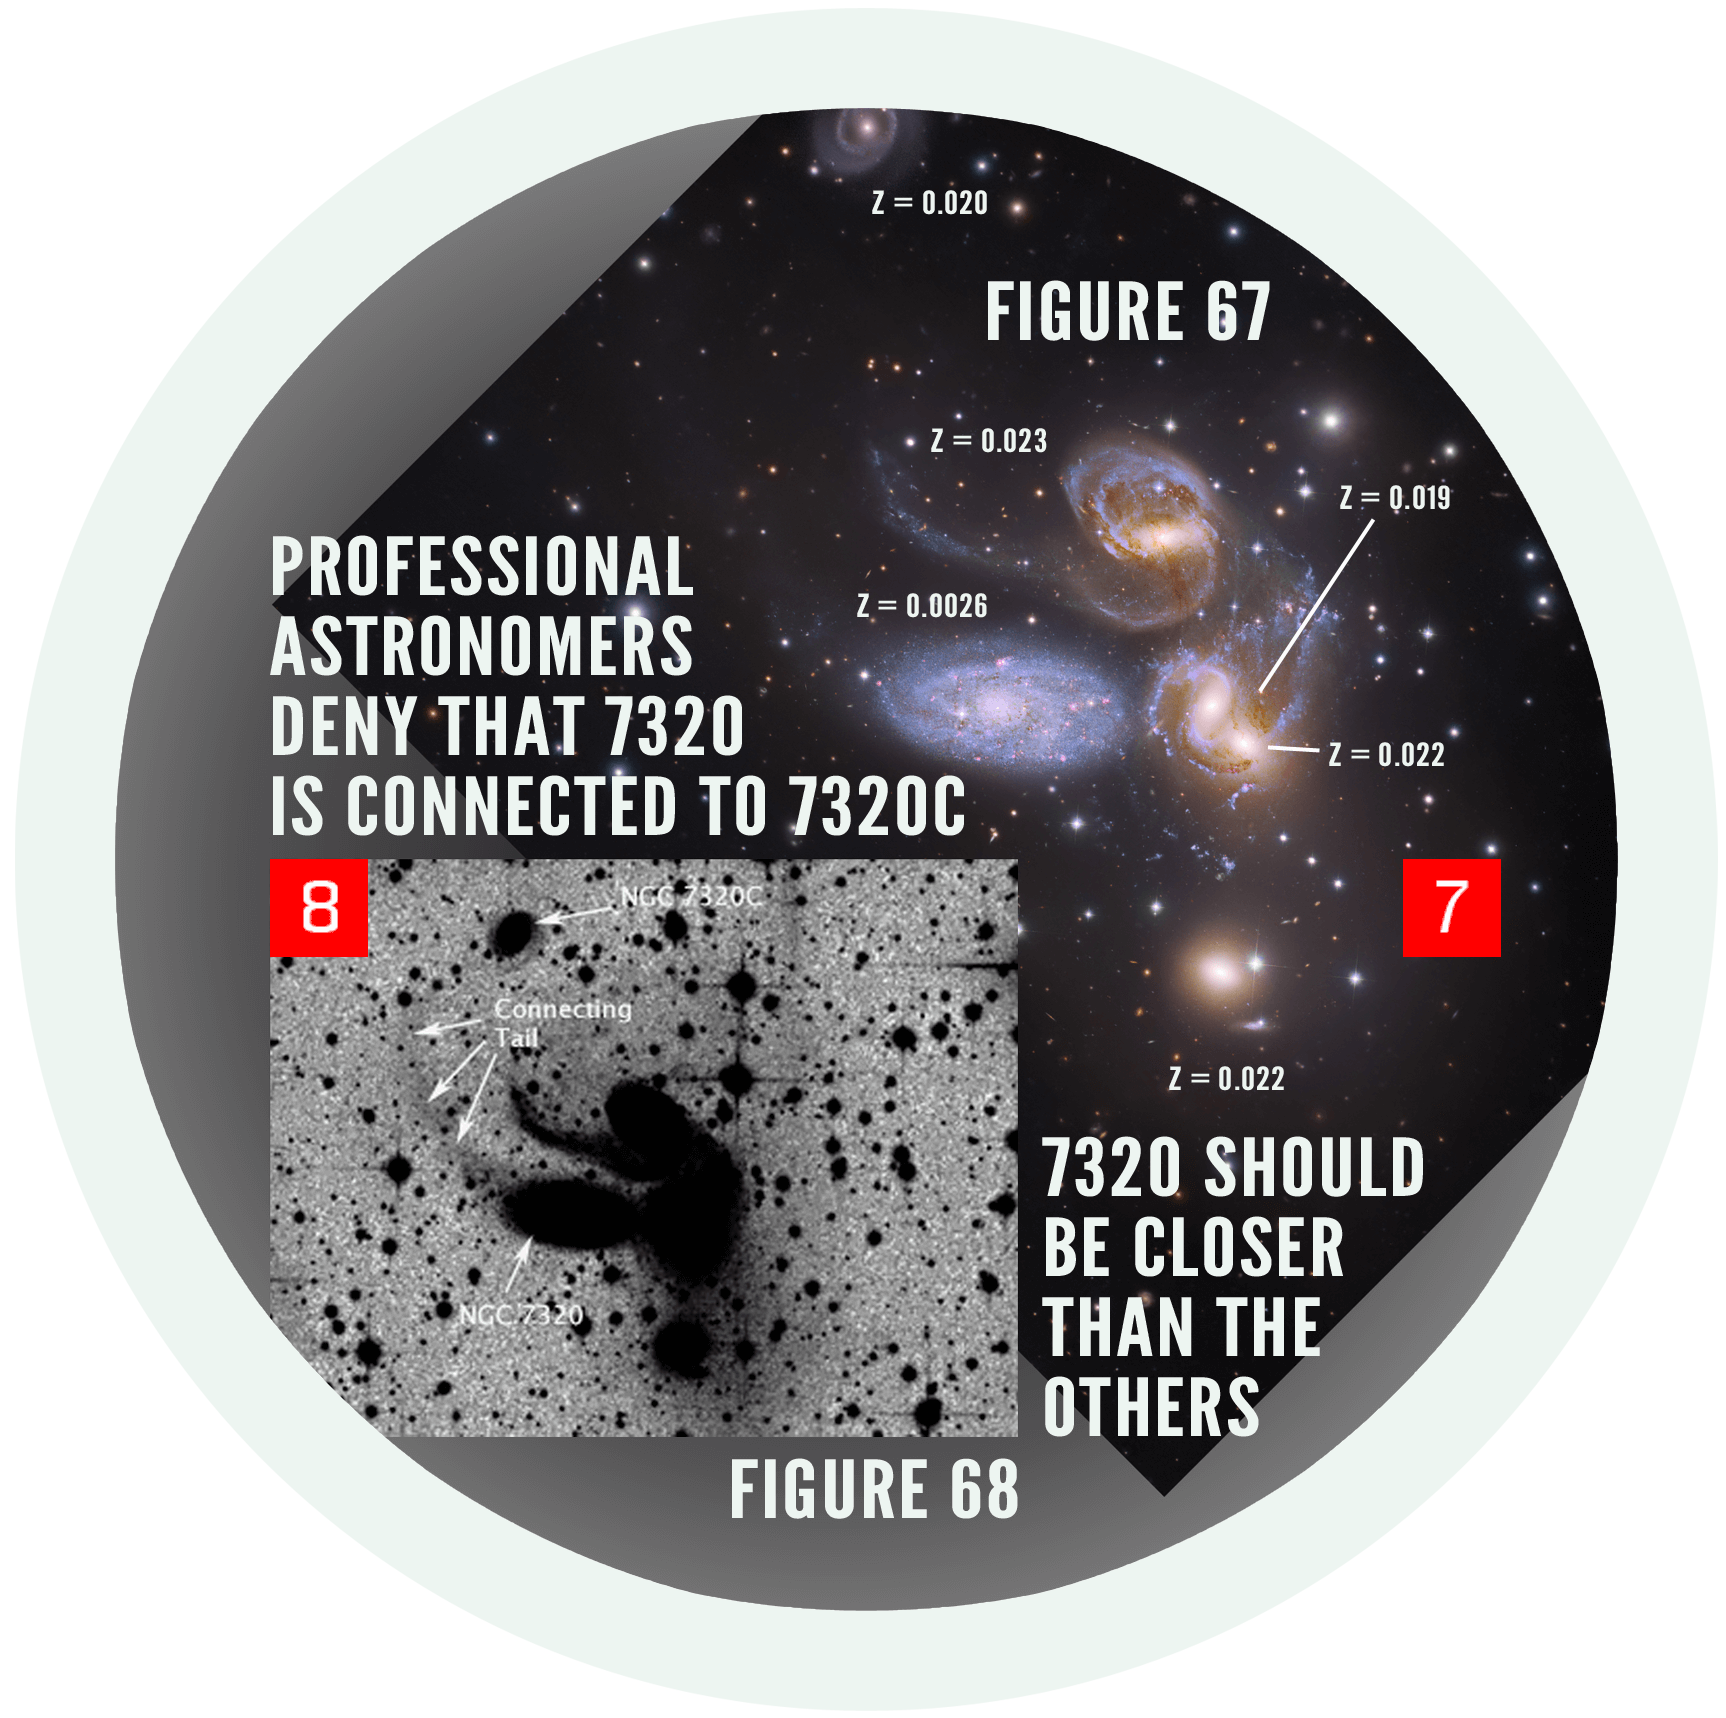 Z = 0.020
FIGURE 67
Z = 0.023
Z = 0.019
PROFESSIONAL
ASTRONOMERS
DENY THAT 7320
IS CONNECTED TO 7320C
Z = 0.0026
Z = 0.022
8
7
NGC 7320C
Connecting
Tail
NGC 7320
Z = 0.022
7320 SHOULD
BE CLOSER
THAN THE
OTHERS
FIGURE 68